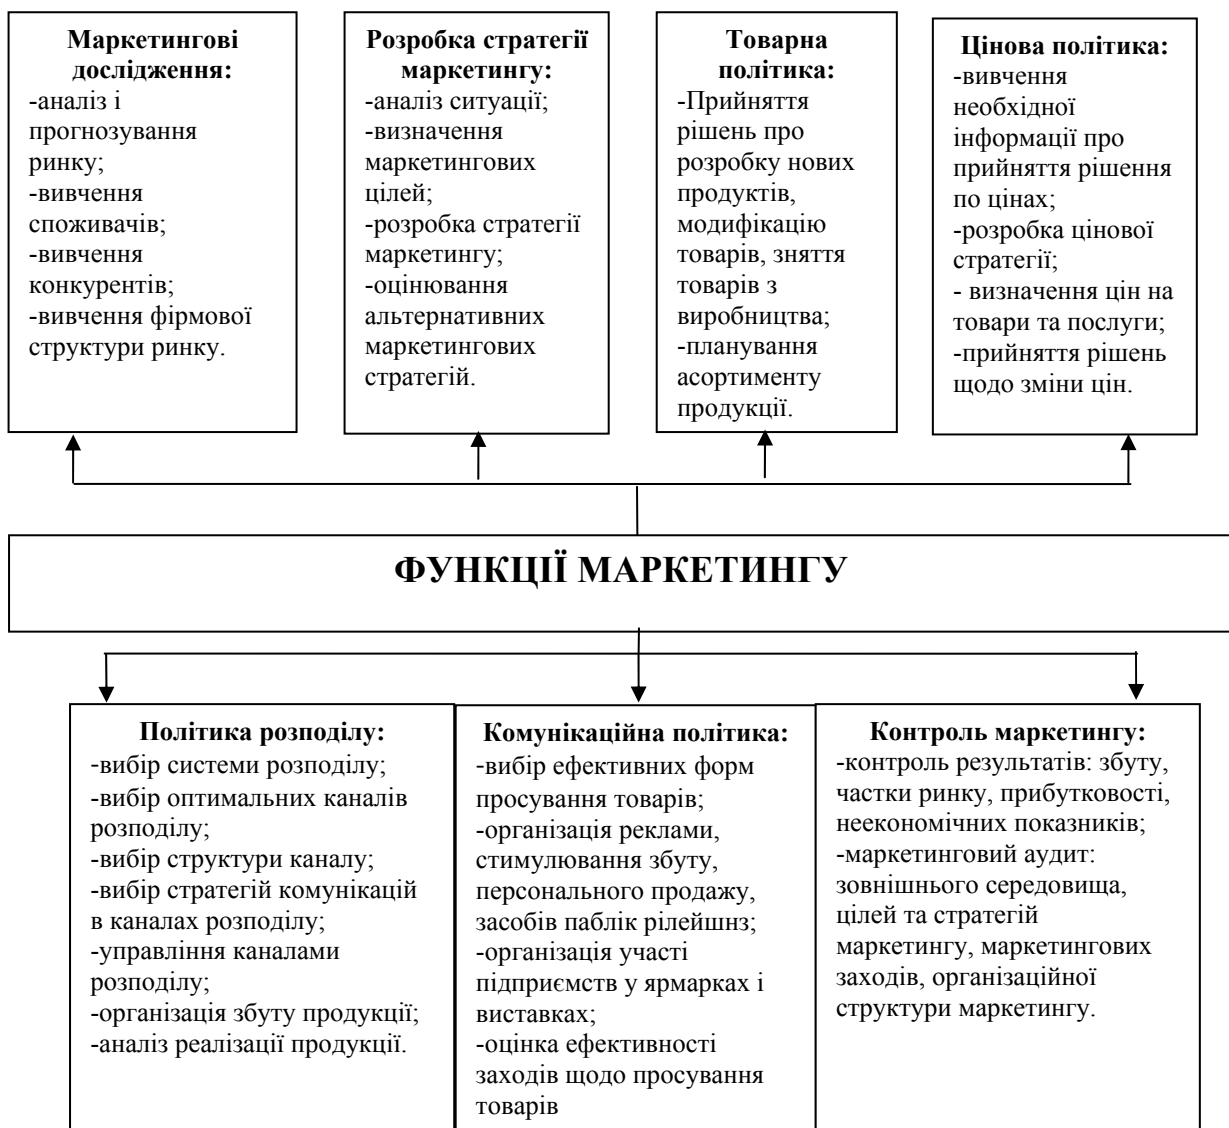 Маркетингові
дослідження:
-аналіз і
прогнозування
ринку;
-вивчення
споживачів;
-вивчення
конкурентів;
-вивчення фірмової
структури ринку.
Розробка стратегії
маркетингу:
-аналіз ситуації;
-визначення
маркетингових
цілей;
-розробка стратегії
маркетингу;
-оцінювання
альтернативних
маркетингових
стратегій.
Товарна
політика:
-Прийняття
рішень про
розробку нових
продуктів,
модифікацію
товарів, зняття
товарів з
виробництва;
-планування
асортименту
продукції.
Цінова політика:
-вивчення
необхідної
інформації про
прийняття рішення
по цінах;
-розробка цінової
стратегії;
- визначення цін на
товари та послуги;
-прийняття рішень
щодо зміни цін.
ФУНКЦІЇ МАРКЕТИНГУ
Політика розподілу:
-вибір системи розподілу;
-вибір оптимальних каналів
розподілу;
-вибір структури каналу;
-вибір стратегій комунікацій
в каналах розподілу;
-управління каналами
розподілу;
-організація збуту продукції;
-аналіз реалізації продукції.
Комунікаційна політика:
-вибір ефективних форм
просування товарів;
-організація реклами,
стимулювання збуту,
персонального продажу,
засобів паблік рілейшнз;
-організація участі
підприємств у ярмарках і
виставках;
-оцінка ефективності
заходів щодо просування
товарів
Контроль маркетингу:
-контроль результатів: збуту,
частки ринку, прибутковості,
неекономічних показників;
-маркетинговий аудит:
зовнішнього середовища,
цілей та стратегій
маркетингу, маркетингових
заходів, організаційної
структури маркетингу.